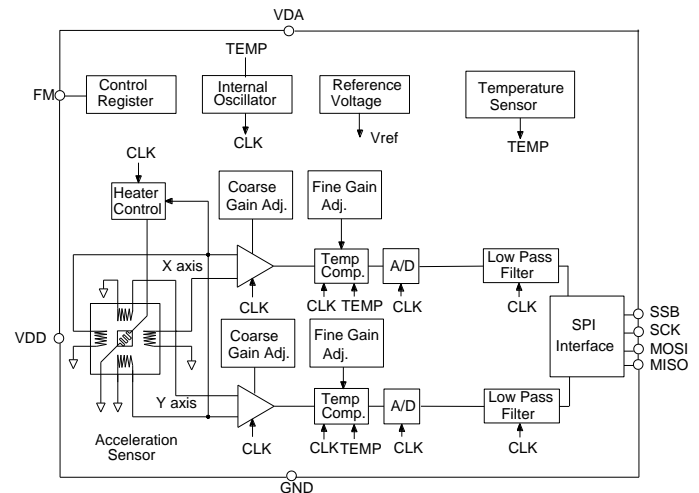 VDA
TEMP
FM
Control
Register
Internal
Oscillator
Reference
Voltage
Temperature
Sensor
CLK
Vref
TEMP
CLK
Heater
Control
Coarse
Gain Adj.
Fine Gain
Adj.
X axis
Temp
Comp.
A/D
Low Pass
Filter
CLK
CLK
TEMP
CLK
CLK
VDD
Coarse
Gain Adj.
Fine Gain
Adj.
SPI
Interface
SSB
SCK
MOSI
MISO
Y axis
Temp
Comp.
A/D
Low Pass
Filter
Acceleration
Sensor
CLK
CLK
TEMP
CLK
CLK
GND